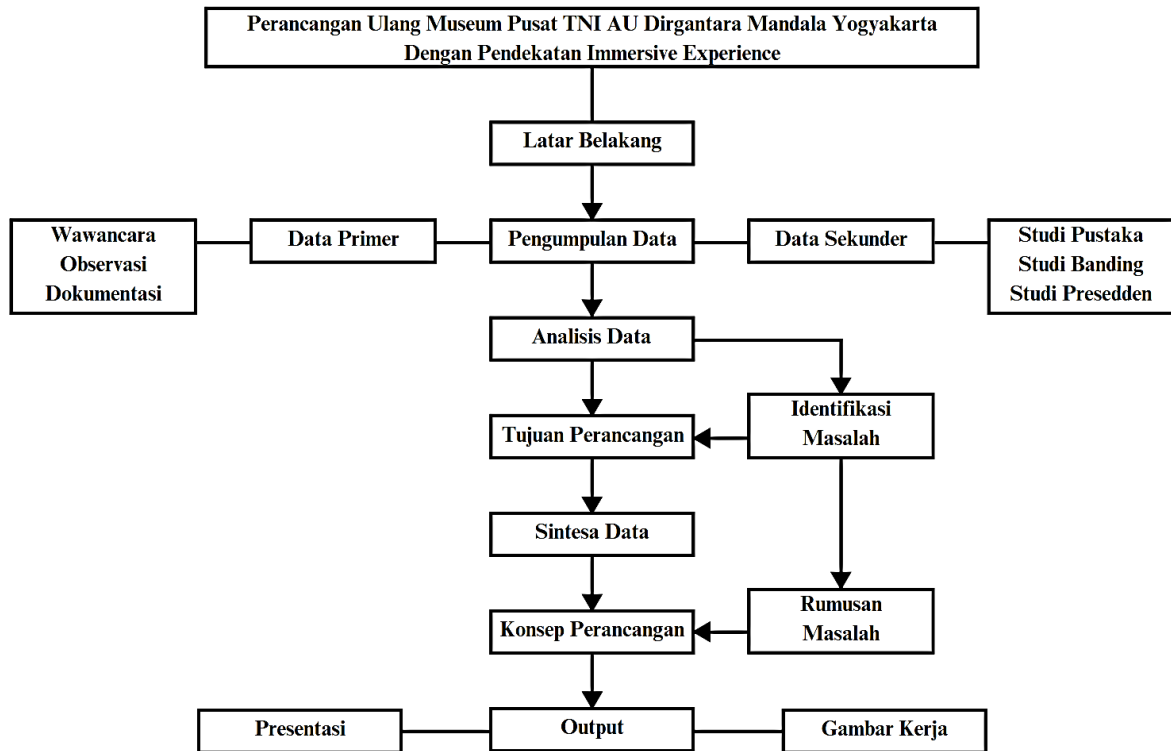 Perancangan Ulang Museum Pusat TNI AU Dirgantara Mandala Yogyakarta
Dengan Pendekatan Immersive Experience
Latar Belakang
Wawancara
Observasi
Dokumentasi
Data Primer
Pengumpulan Data
Data Sekunder
Studi Pustaka
Studi Banding
Studi Presedden
Analisis Data
Identifikasi
Masalah
Tujuan Perancangan
Sintesa Data
Rumusan
Masalah
Konsep Perancangan
Presentasi
Output
Gambar Kerja